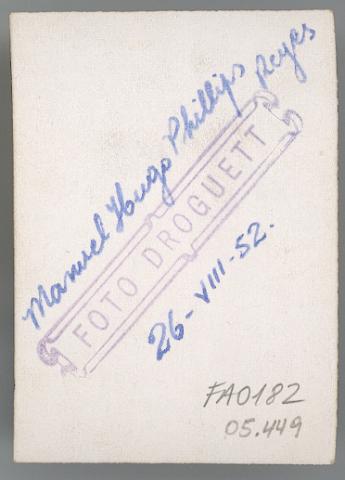 Manuel Hugo Phillips Reyes
FOTO DROGUETT
26-VIII-52.
FA0182
05.449